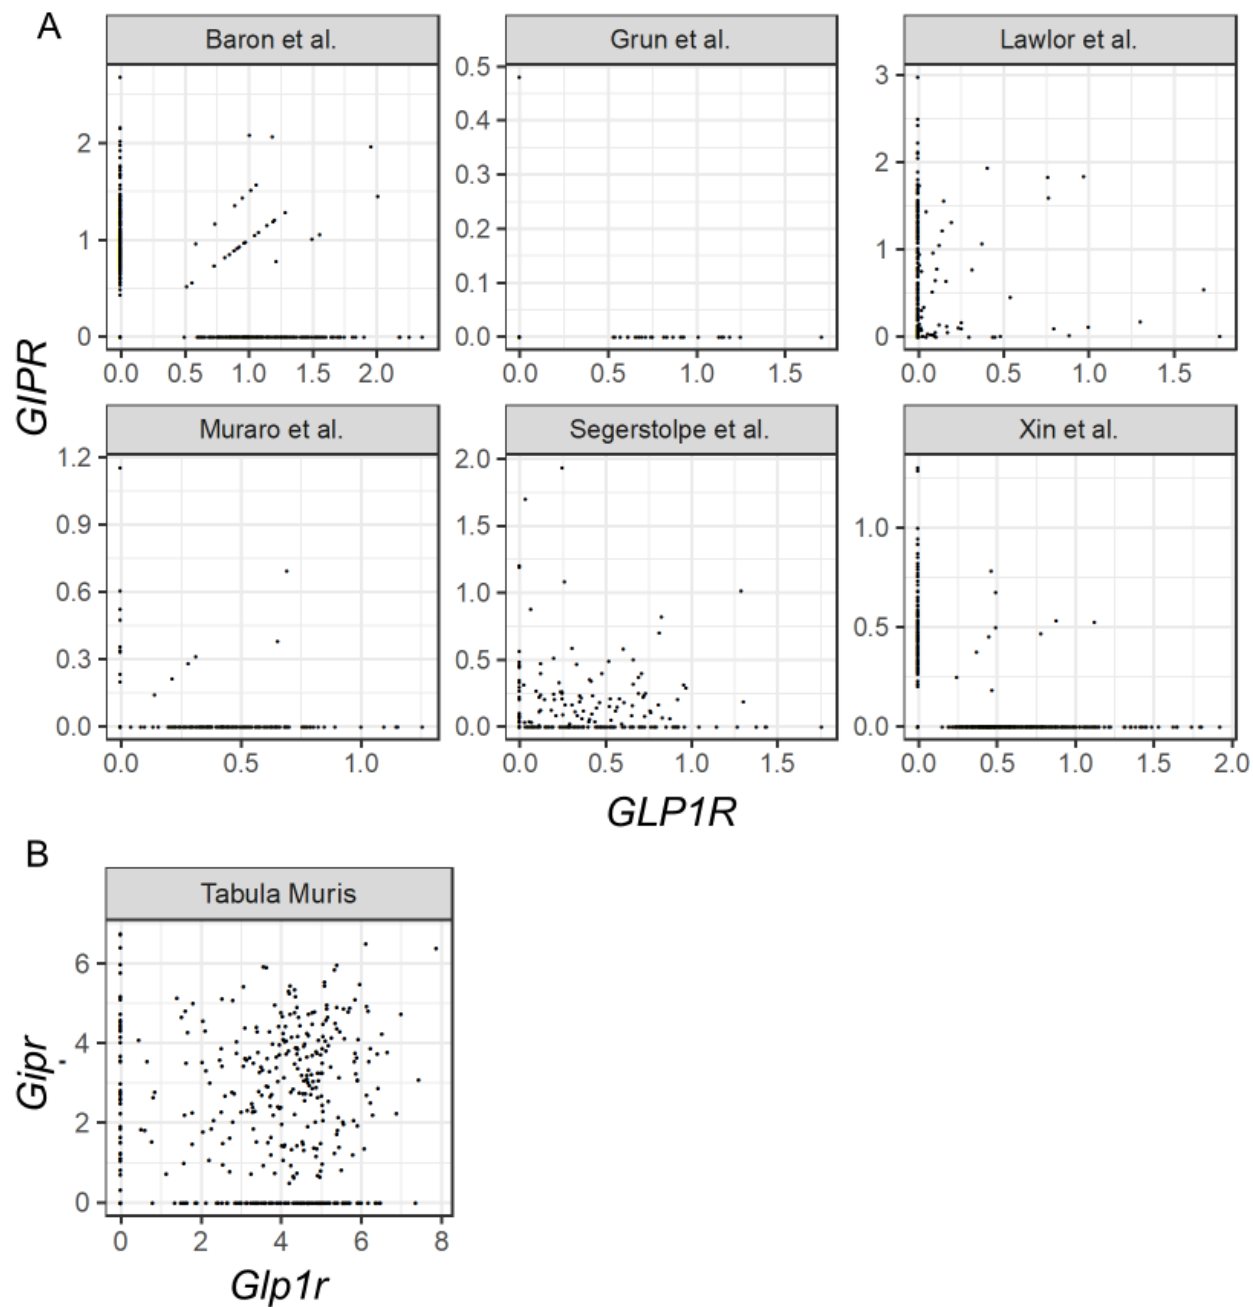 A
Baron et al.
Grun et al.
Lawlor et al.
2
1
0
0.0 0.5 1.0 1.5 2.0
0.5
0.4
0.3
0.2
0.1
0.0
0.0 0.5 1.0 1.5
3
2
1
0
0.0 0.5 1.0 1.5
GIPR
Muraro et al.
Segerstolpe et al.
Xin et al.
1.2
0.9
0.6
0.3
0.0
0.0 0.5 1.0
2.0
1.5
1.0
0.5
0.0
0.0 0.5 1.0 1.5
1.0
0.5
0.0
0.0 0.5 1.0 1.5 2.0
GLP1R
B
Tabula Muris
6
4
2
0
0 2 4 6 8
Gipr
Glp1r